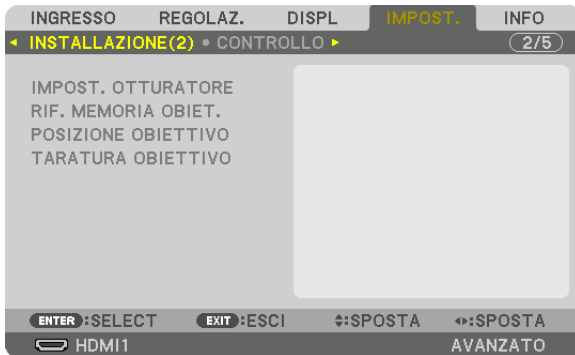 INGRESSO REGOLAZ. DISPL IMPOST. INFO
INSTALLAZIONE(2) • CONTROLLO 2/5
IMPOST. OTTURATORE
RIF. MEMORIA OBIET.
POSIZIONE OBIETTIVO
TARATURA OBIETTIVO
ENTER :SELECT EXIT :ESCI :SPOSTA :SPOSTA
HDMI1 AVANZATO